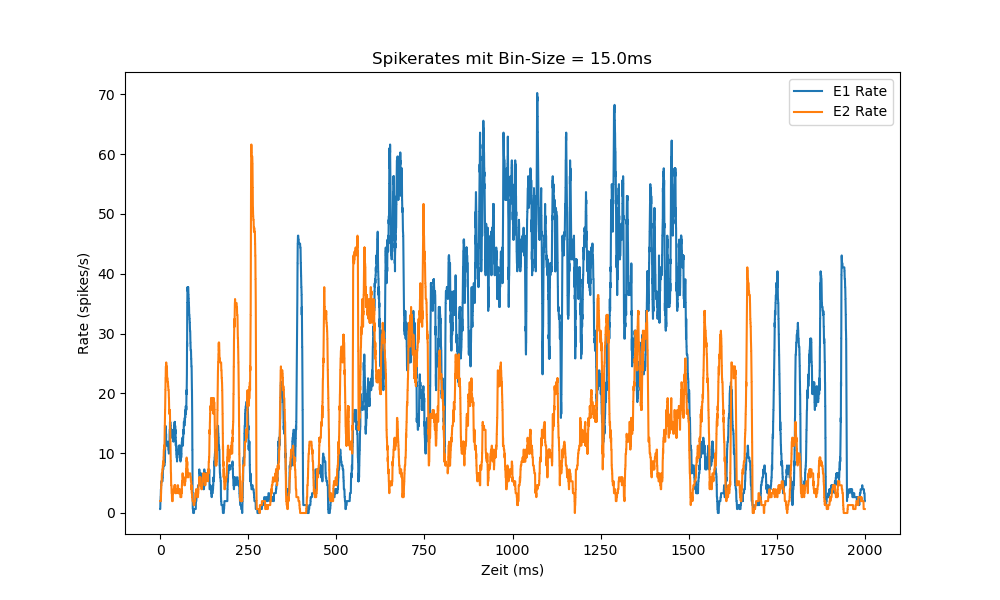 Spikerates mit Bin-Size = 15.0ms
E1 Rate
E2 Rate
70
60
50
40
30
20
10
0
Rate (spikes/s)
0 250 500 750 1000 1250 1500 1750 2000
Zeit (ms)